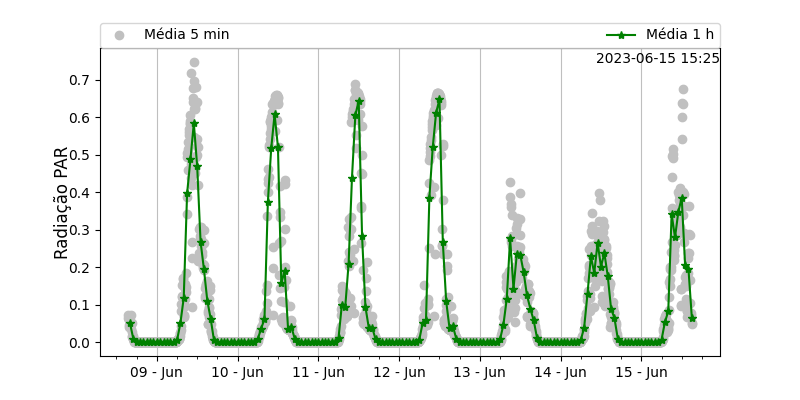 Média 5 min
Média 1 h
2023-06-15 15:25
Radiação PAR
0.7
0.6
0.5
0.4
0.3
0.2
0.1
0.0
09 - Jun
10 - Jun
11 - Jun
12 - Jun
13 - Jun
14 - Jun
15 - Jun